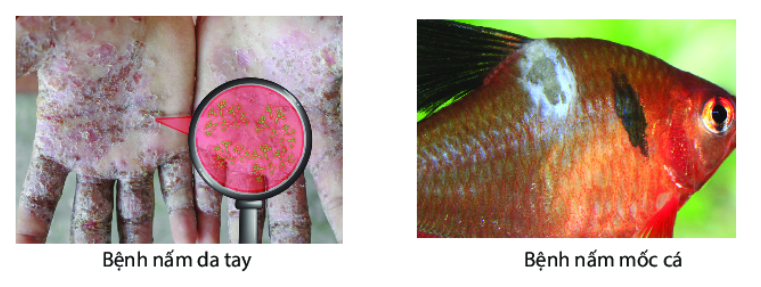 Bệnh nấm da tay
Bệnh nấm mốc cá